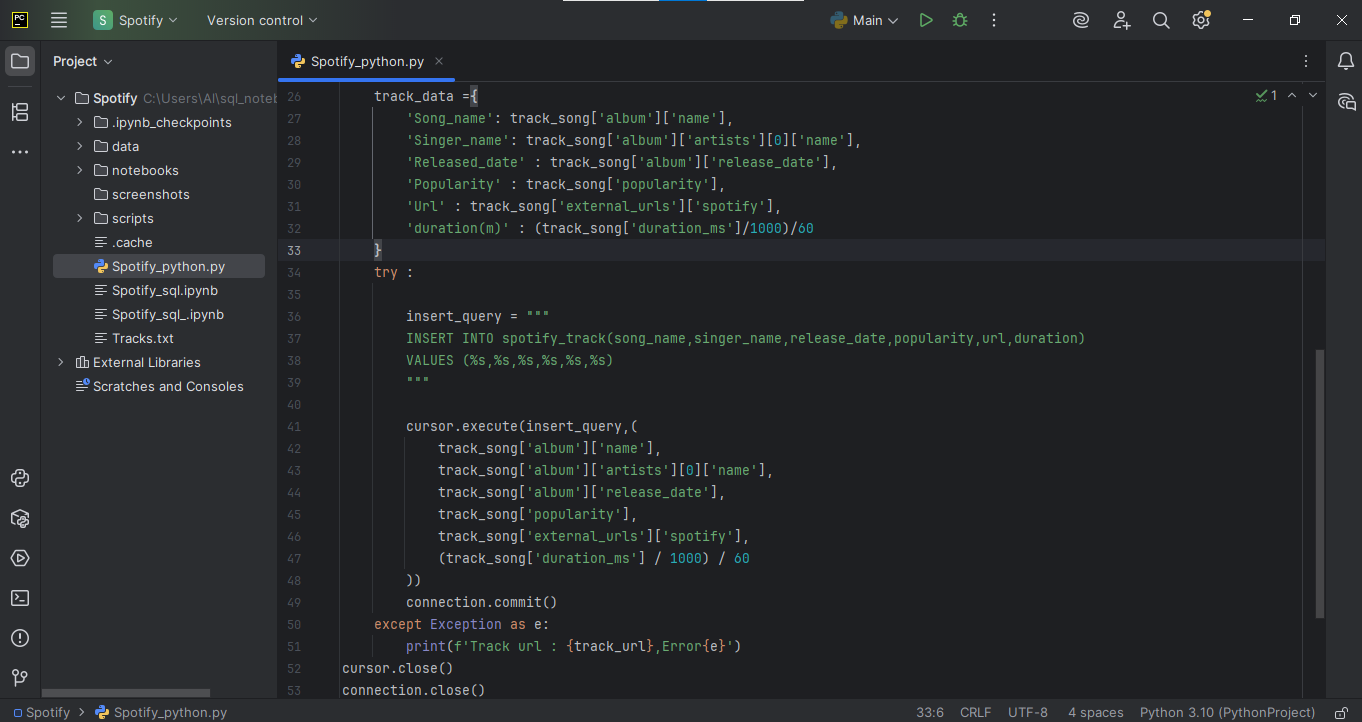 PC
S Spotify Version control Main
Project
Spotify_python.py
Spotify C:\Users\AI\sql_noteb
.ipynb_checkpoints
data
notebooks
screenshots
scripts
.cache
Spotify_python.py
Spotify_sql.ipynb
Spotify_sql_.ipynb
Tracks.txt
External Libraries
Scratches and Consoles
1
26 track_data ={
27 'Song_name': track_song['album']['name'],
28 'Singer_name': track_song['album']['artists'][0]['name'],
29 'Released_date' : track_song['album']['release_date'],
30 'Popularity' : track_song['popularity'],
31 'Url' : track_song['external_urls']['spotify'],
32 'duration(m)' : (track_song['duration_ms']/1000)/60
33 }
34 try :
35
36 insert_query = """
37 INSERT INTO spotify_track(song_name,singer_name,release_date,popularity,url,duration)
38 VALUES (%s,%s,%s,%s,%s,%s)
39 """
40
41 cursor.execute(insert_query,(
42 track_song['album']['name'],
43 track_song['album']['artists'][0]['name'],
44 track_song['album']['release_date'],
45 track_song['popularity'],
46 track_song['external_urls']['spotify'],
47 (track_song['duration_ms'] / 1000) / 60
48 ))
49 connection.commit()
50 except Exception as e:
51 print(f'Track url : {track_url},Error{e}')
52 cursor.close()
53 connection.close()
Spotify Spotify_python.py 33:6 CRLF UTF-8 4 spaces Python 3.10 (PythonProject)